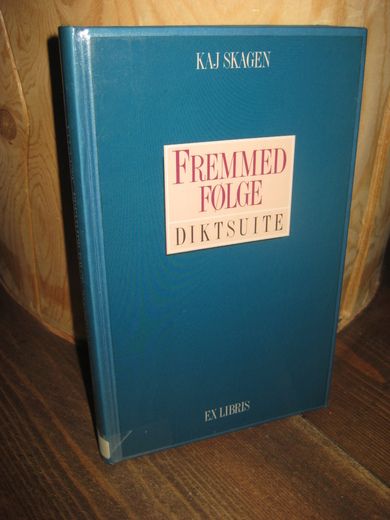 KAJ SKAGEN
FREMMED
FØLGE
DIKTSUITE
EX LIBRIS